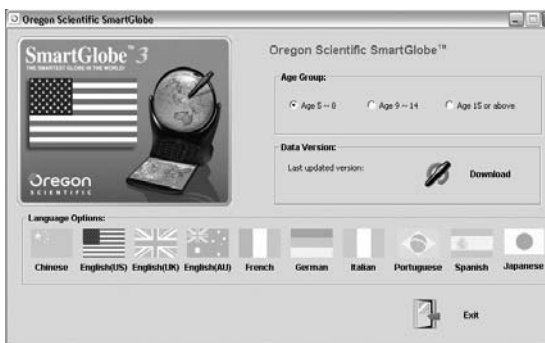 Oregon Scientific SmartGlobe
SmartGlobe™ 3
THE SMARTEST GLOBE IN THE WORLD!
Oregon
SCIENTIFIC
Oregon Scientific SmartGlobe™
Age Group:
Age 5 ~ 8 Age 9 ~ 14 Age 15 or above
Data Version:
Last updated version:
Download
Language Options:
Chinese English(US) English(UK) English(AU) French German Italian Portuguese Spanish Japanese
Exit